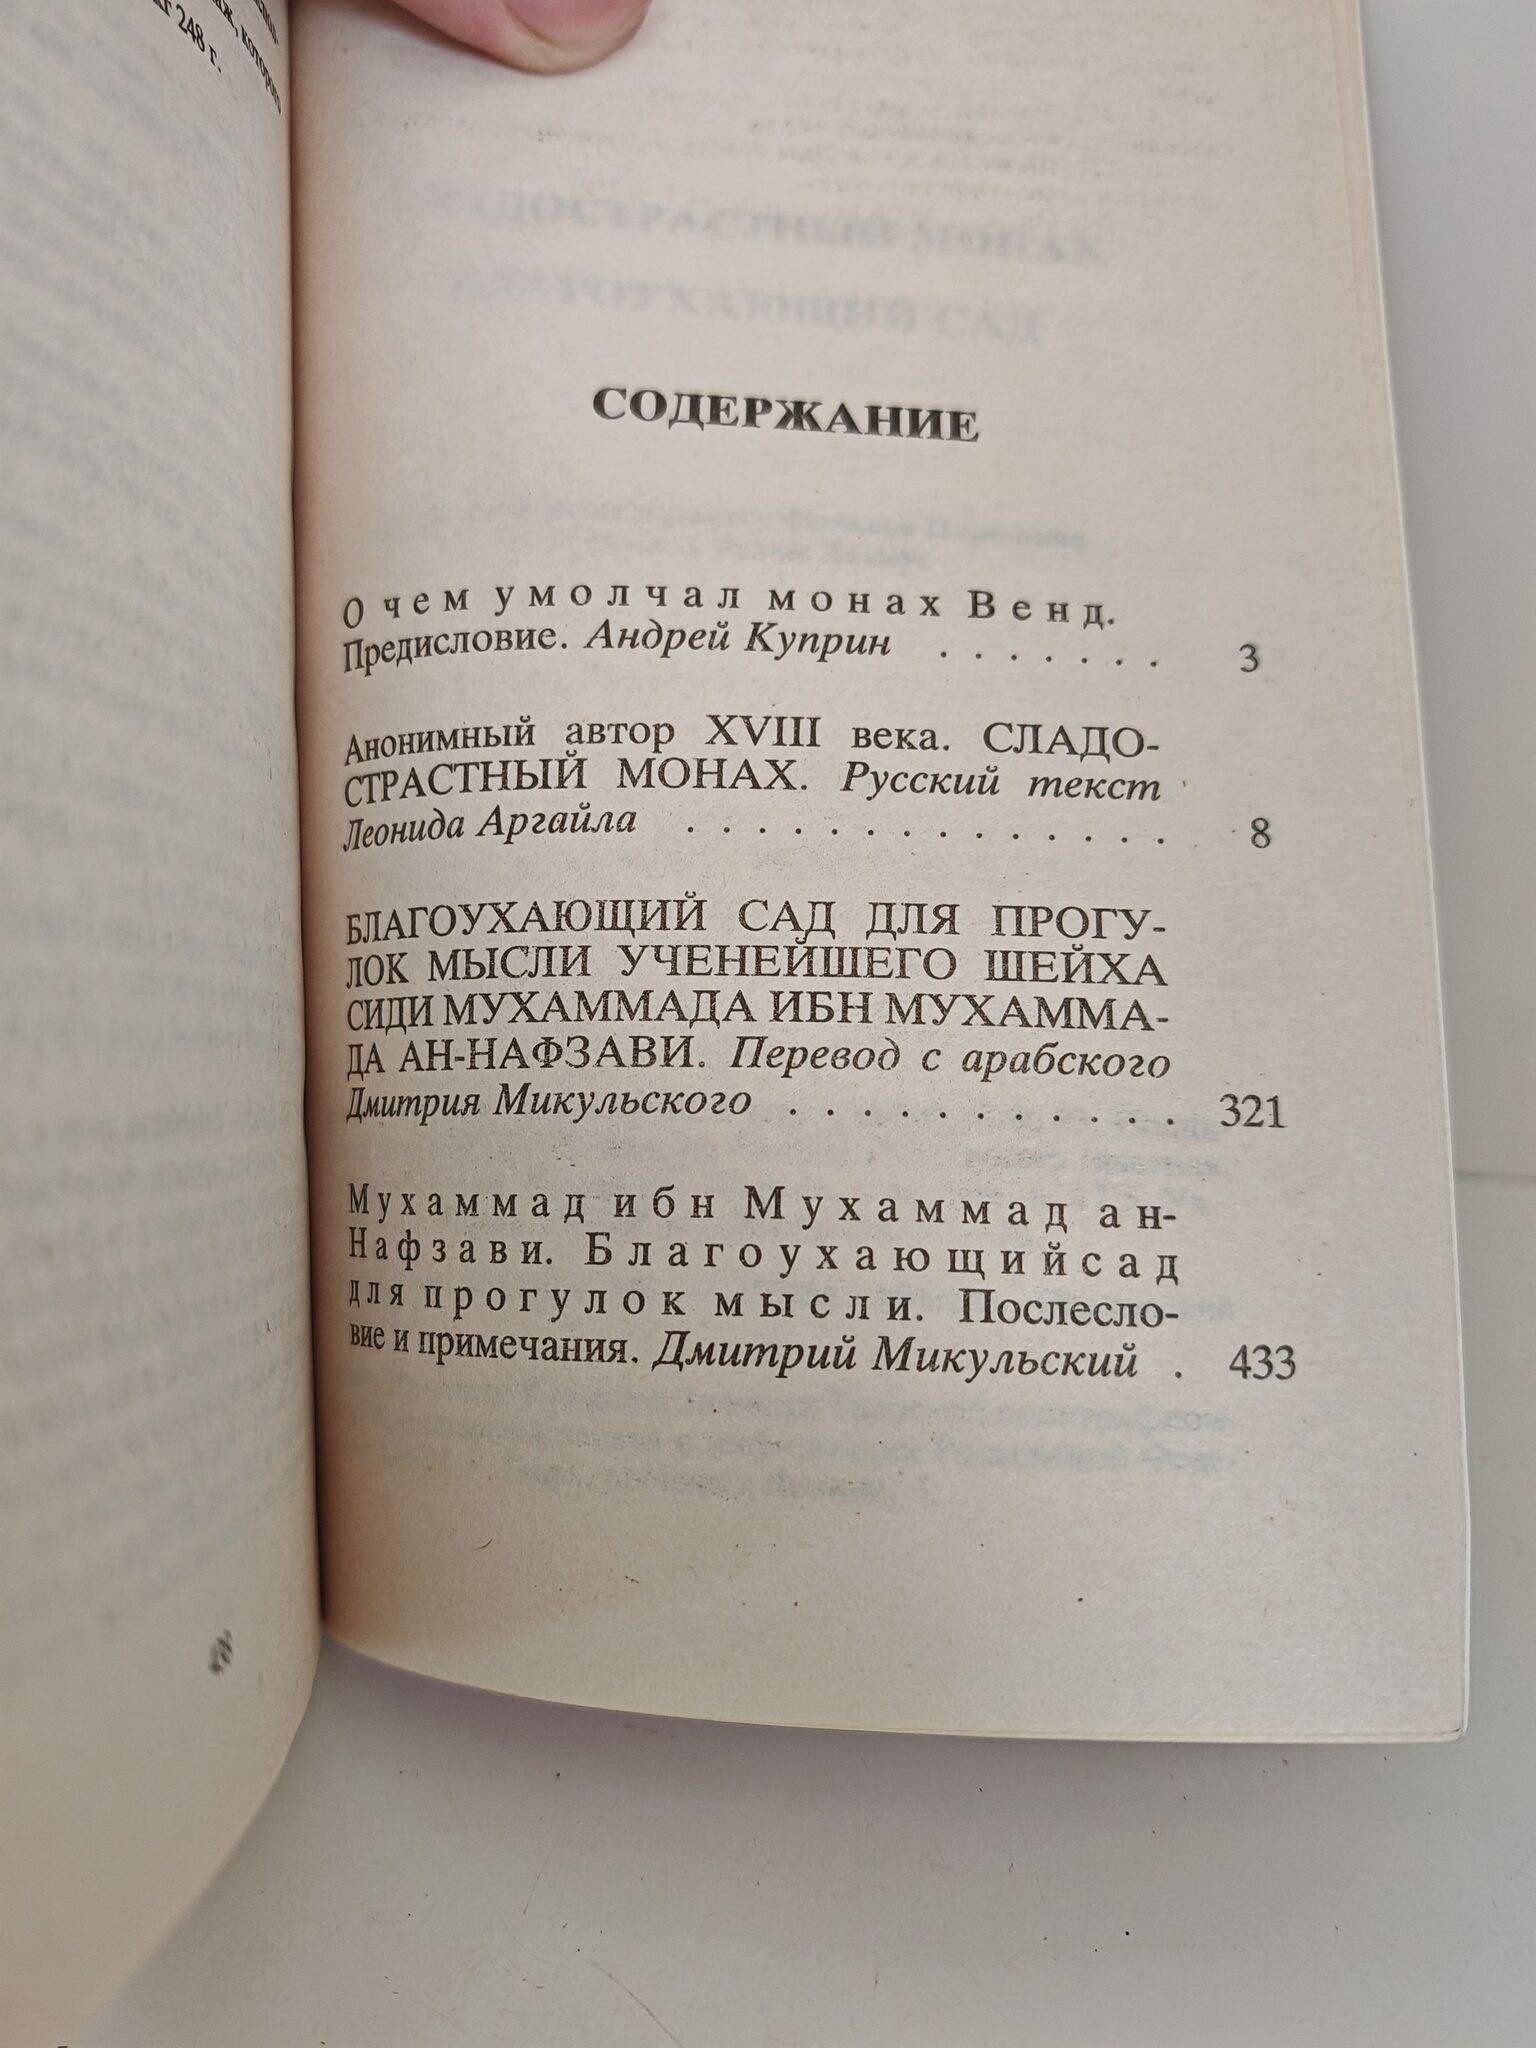 которого
248 г.
СОДЕРЖАНИЕ
О чем умолчал монах Венд.
Предисловие. Андрей Куприн . . . . . . . 3
Анонимный автор XVIII века. СЛАДО-
СТРАСТНЫЙ МОНАХ. Русский текст
Леонида Аргайла . . . . . . . . . . . . . . 8
БЛАГОУХАЮЩИЙ САД ДЛЯ ПРОГУ-
ЛОК МЫСЛИ УЧЕНЕЙШЕГО ШЕЙХА
СИДИ МУХАММАДА ИБН МУХАММА-
ДА АН-НАФЗАВИ. Перевод с арабского
Дмитрия Микульского . . . . . . . . . . . 321
Мухаммад ибн Мухаммад ан-
Нафзави. Благоухающий сад
для прогулок мысли. Послесло-
вие и примечания. Дмитрий Микульский . 433